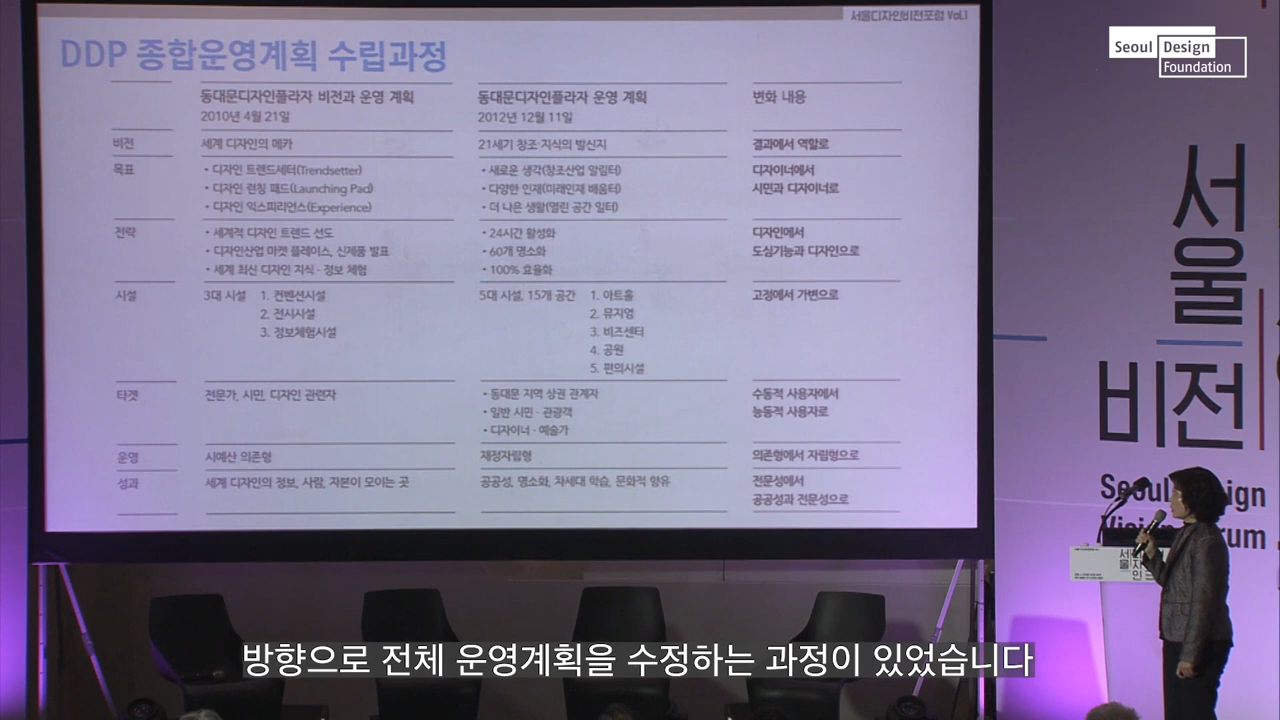 서울디자인비전포럼 Vol.1
DDP 종합운영계획 수립과정
동대문디자인플라자 비전과 운영 계획
2010년 4월 21일
동대문디자인플라자 운영 계획
2012년 12월 11일
변화 내용
비전
세계 디자인의 메카
21세기 창조·지식의 발신지
결과에서 역할로
목표
• 디자인 트렌드세터(Trendsetter)
• 디자인 런칭 패드(Launching Pad)
• 디자인 익스피리언스(Experience)
• 새로운 생각(창조산업 알림터)
• 다양한 인재(미래인재 배움터)
• 더 나은 생활(열린 공간 일터)
디자이너에서
시민과 디자이너로
전략
• 세계적 디자인 트렌드 선도
• 디자인산업 마켓 플레이스, 신제품 발표
• 세계 최신 디자인 지식 · 정보 체험
• 24시간 활성화
• 60개 명소화
• 100% 효율화
디자인에서
도심기능과 디자인으로
시설
3대 시설 1. 컨벤션시설
2. 전시시설
3. 정보체험시설
5대 시설, 15개 공간 1. 아트홀
2. 뮤지엄
3. 비즈센터
4. 공원
5. 편의시설
고정에서 가변으로
타겟
전문가, 시민, 디자인 관련자
• 동대문 지역 상권 관계자
• 일반 시민 · 관광객
• 디자이너 · 예술가
수동적 사용자에서
능동적 사용자로
운영
시예산 의존형
재정자립형
의존형에서 자립형으로
성과
세계 디자인의 정보, 사람, 자본이 모이는 곳
공공성, 명소화, 차세대 학습, 문화적 향유
전문성에서
공공성과 전문성으로
Seoul Design
Foundation
서울
비전
Seoul Design
방향으로 전체 운영계획을 수정하는 과정이 있었습니다